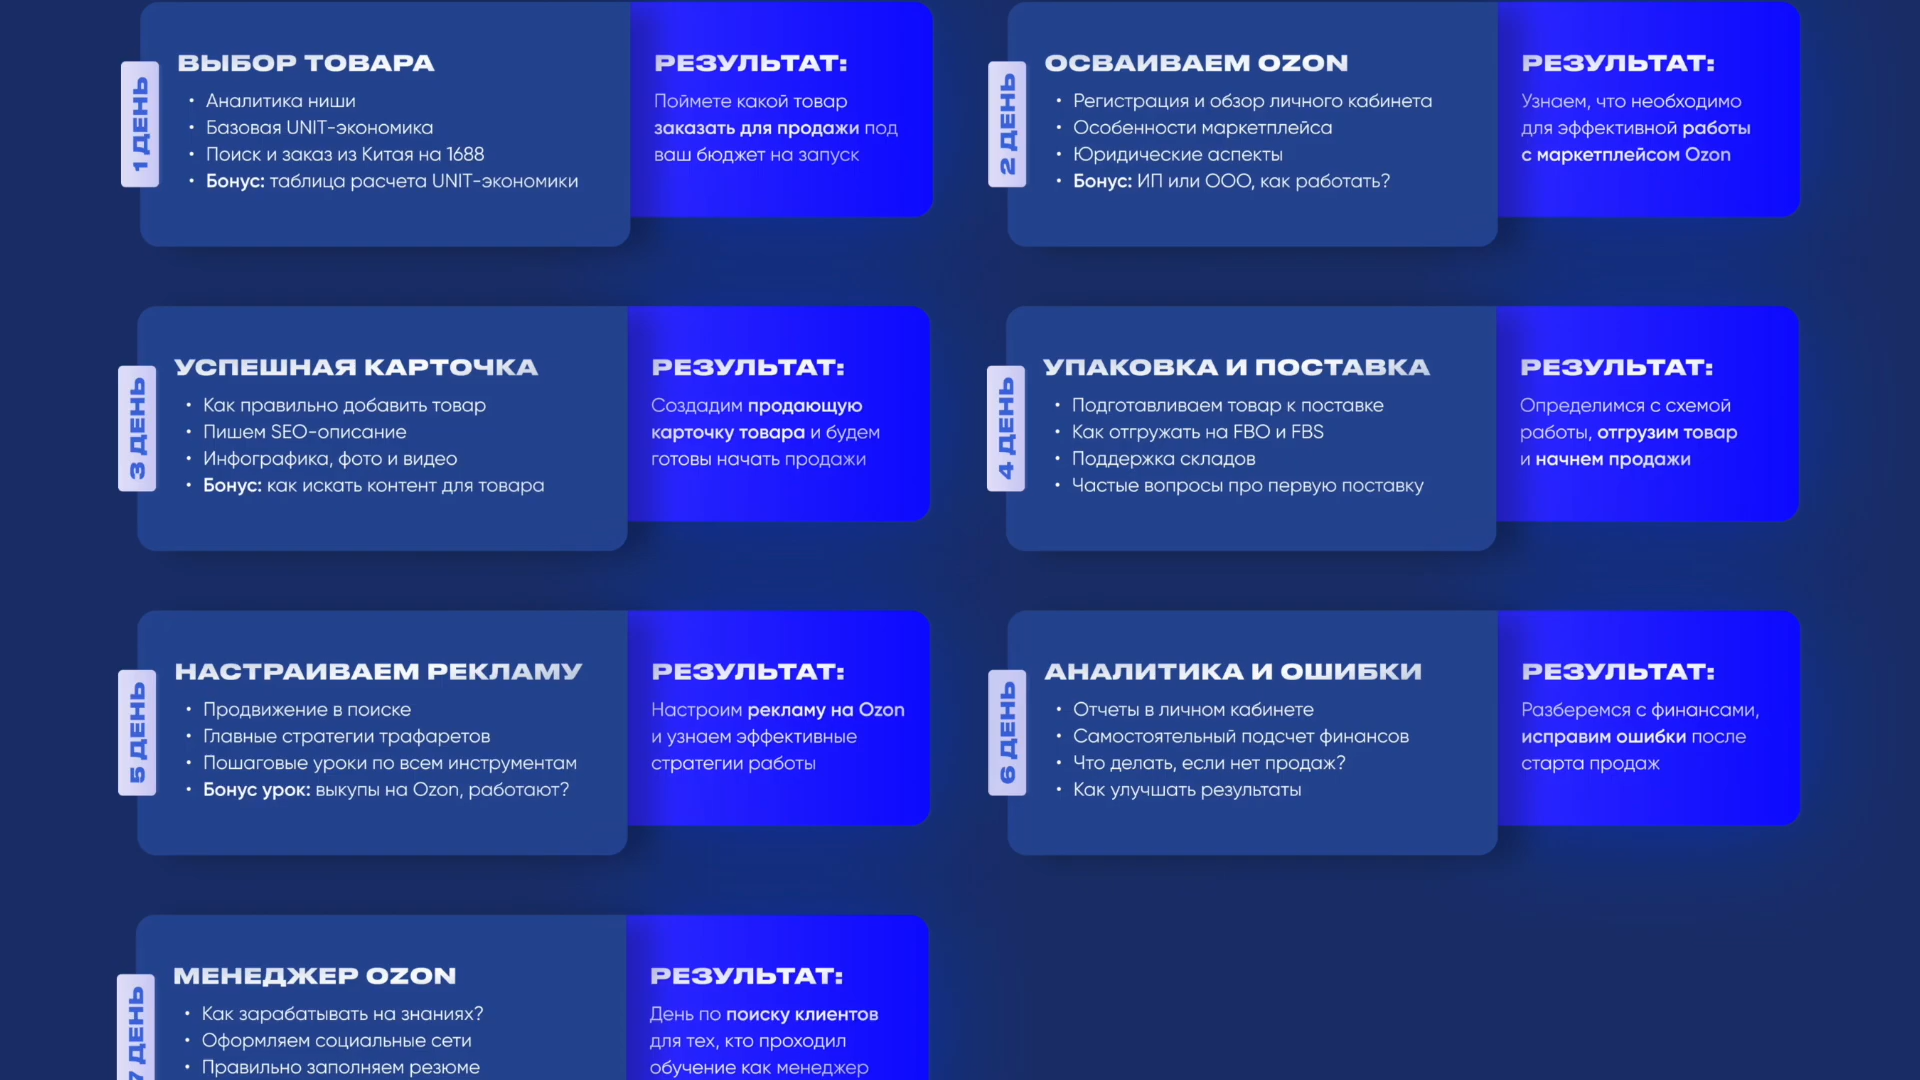 1 ДЕНЬ
ВЫБОР ТОВАРА
• Аналитика ниши
• Базовая UNIT-экономика
• Поиск и заказ из Китая на 1688
• Бонус: таблица расчета UNIT-экономики
РЕЗУЛЬТАТ:
Поймете какой товар
заказать для продажи под
ваш бюджет на запуск
2 ДЕНЬ
ОСВАИВАЕМ OZON
• Регистрация и обзор личного кабинета
• Особенности маркетплейса
• Юридические аспекты
• Бонус: ИП или ООО, как работать?
РЕЗУЛЬТАТ:
Узнаем, что необходимо
для эффективной работы
с маркетплейсом Ozon
3 ДЕНЬ
УСПЕШНАЯ КАРТОЧКА
• Как правильно добавить товар
• Пишем SEO-описание
• Инфографика, фото и видео
• Бонус: как искать контент для товара
РЕЗУЛЬТАТ:
Создадим продающую
карточку товара и будем
готовы начать продажи
4 ДЕНЬ
УПАКОВКА И ПОСТАВКА
• Подготавливаем товар к поставке
• Как отгружать на FBO и FBS
• Поддержка складов
• Частые вопросы про первую поставку
РЕЗУЛЬТАТ:
Определимся с схемой
работы, отгрузим товар
и начнем продажи
5 ДЕНЬ
НАСТРАИВАЕМ РЕКЛАМУ
• Продвижение в поиске
• Главные стратегии трафаретов
• Пошаговые уроки по всем инструментам
• Бонус урок: выкупы на Ozon, работают?
РЕЗУЛЬТАТ:
Настроим рекламу на Ozon
и узнаем эффективные
стратегии работы
6 ДЕНЬ
АНАЛИТИКА И ОШИБКИ
• Отчеты в личном кабинете
• Самостоятельный подсчет финансов
• Что делать, если нет продаж?
• Как улучшать результаты
РЕЗУЛЬТАТ:
Разберемся с финансами,
исправим ошибки после
старта продаж
7 ДЕНЬ
МЕНЕДЖЕР OZON
• Как зарабатывать на знаниях?
• Оформляем социальные сети
• Правильно заполняем резюме
РЕЗУЛЬТАТ:
День по поиску клиентов
для тех, кто проходил
обучение как менеджер